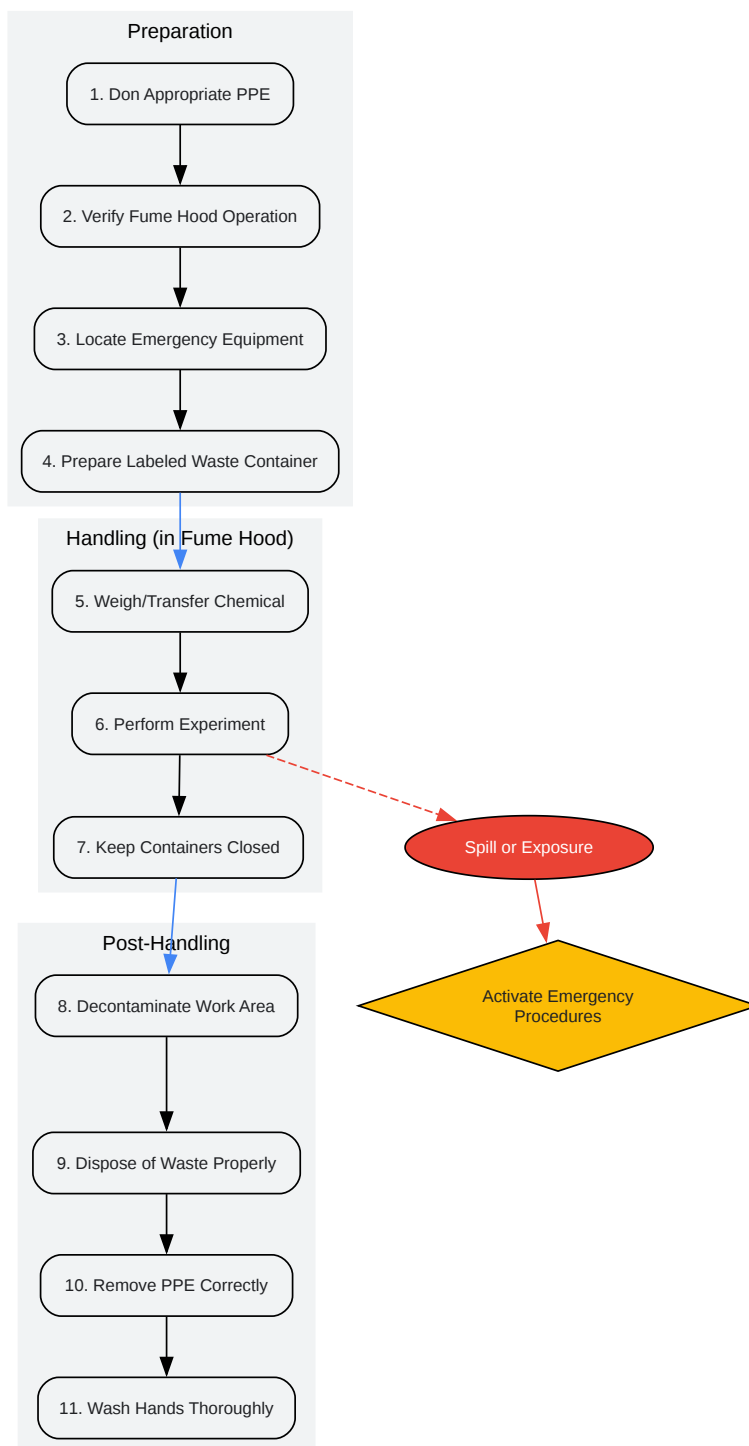 Preparation
1. Don Appropriate PPE
2. Verify Fume Hood Operation
3. Locate Emergency Equipment
4. Prepare Labeled Waste Container
Handling (in Fume Hood)
5. Weigh/Transfer Chemical
6. Perform Experiment
7. Keep Containers Closed
Spill or Exposure
Post-Handling
8. Decontaminate Work Area
Activate Emergency
Procedures
9. Dispose of Waste Properly
10. Remove PPE Correctly
11. Wash Hands Thoroughly